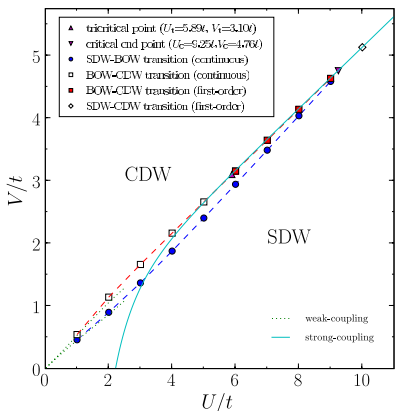 tricritical point (Uₜ=5.89t, Vₜ=3.10t)
critical end point (U_c=9.25t, V_c=4.76t)
SDW-BOW transition (continuous)
BOW-CDW transition (continuous)
BOW-CDW transition (first-order)
SDW-CDW transition (first-order)
5
4
3
2
1
0
V/t
CDW
SDW
weak-coupling
strong-coupling
0
2
4
6
8
10
U/t